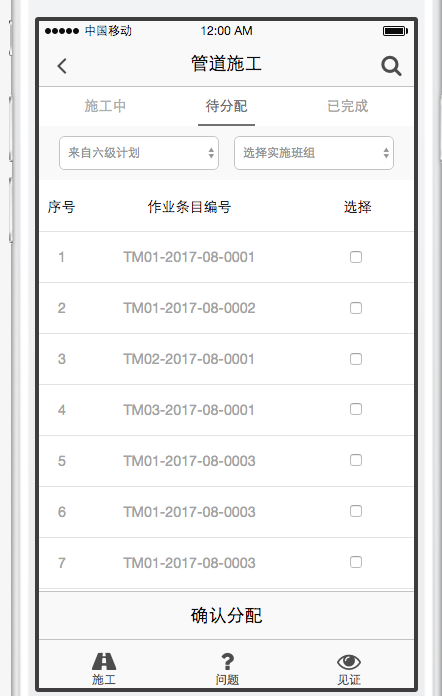 中国移动 12:00 AM
管道施工
施工中 待分配 已完成
来自六级计划 选择实施班组
序号 作业条目编号 选择
1 TM01-2017-08-0001
2 TM01-2017-08-0002
3 TM02-2017-08-0001
4 TM03-2017-08-0001
5 TM01-2017-08-0003
6 TM01-2017-08-0003
7 TM01-2017-08-0003
确认分配
施工 问题 见证